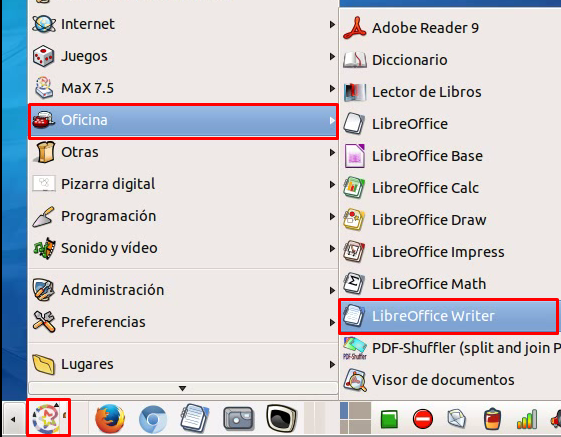 Internet
Juegos
MaX 7.5
Oficina
Otras
Pizarra digital
Programación
Sonido y vídeo
Administración
Preferencias
Lugares
Adobe Reader 9
Diccionario
Lector de Libros
LibreOffice
LibreOffice Base
LibreOffice Calc
LibreOffice Draw
LibreOffice Impress
LibreOffice Math
LibreOffice Writer
PDF-Shuffler (split and join P
PDF-Shuffler
Visor de documentos